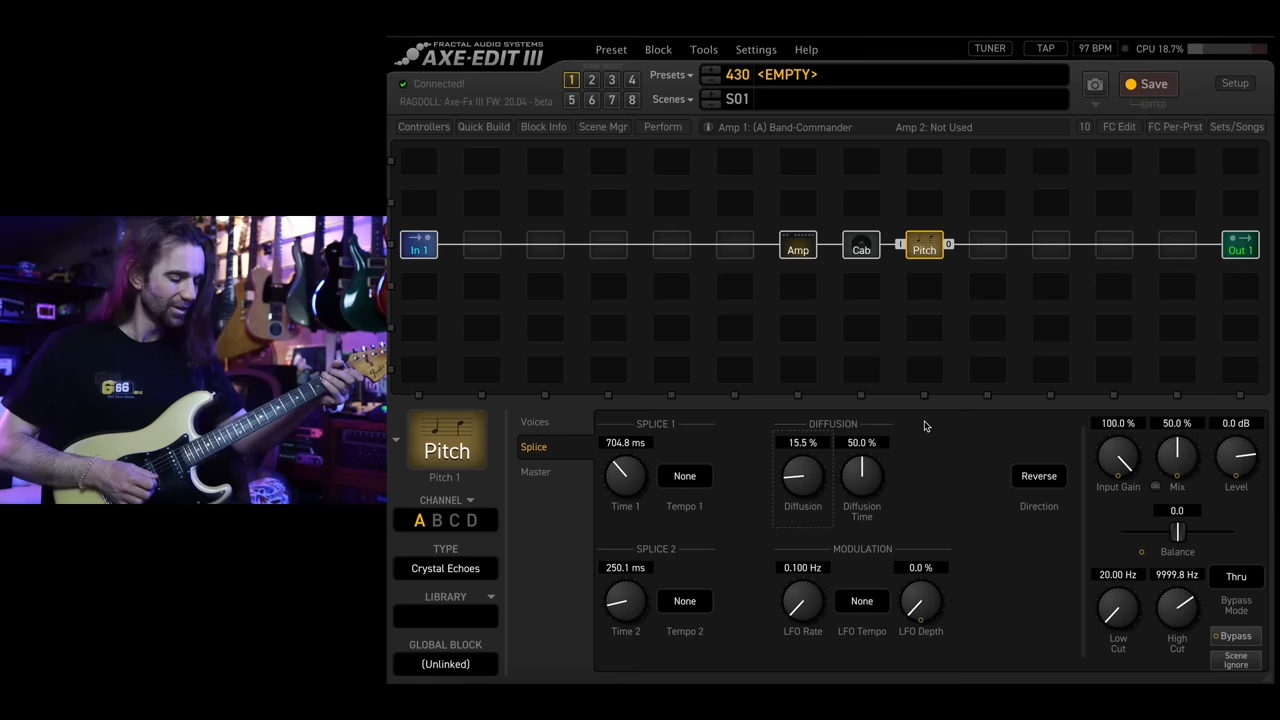 FRACTAL AUDIO SYSTEMS
AXE-EDIT III
Preset Block Tools Settings Help
TUNER TAP 97 BPM CPU 18.7%
Connected!
RAGDOLL: Axe-Fx III FW: 20.04 - beta
SCENE SELECT
1 2 3 4
5 6 7 8
Presets 430 <EMPTY>
Scenes S01
Save
EDITED
Setup
Controllers Quick Build Block Info Scene Mgr Perform
Amp 1: (A) Band-Commander Amp 2: Not Used
10 FC Edit FC Per-Prst Sets/Songs
In 1 Amp Cab I Pitch O Out 1
666
Pitch
Pitch 1
CHANNEL
A B C D
TYPE
Crystal Echoes
LIBRARY
GLOBAL BLOCK
(Unlinked)
Voices
Splice
Master
SPLICE 1
704.8 ms
None
Time 1 Tempo 1
DIFFUSION
15.5 % 50.0 %
Diffusion Diffusion
Time
Reverse
Direction
SPLICE 2
250.1 ms
None
Time 2 Tempo 2
MODULATION
0.100 Hz 0.0 %
None
LFO Rate LFO Tempo LFO Depth
100.0 % 50.0 % 0.0 dB
Input Gain Mix Level
0.0
Balance
20.00 Hz 9999.8 Hz Thru
Bypass
Mode
Low
Cut
High
Cut
Bypass
Scene
Ignore